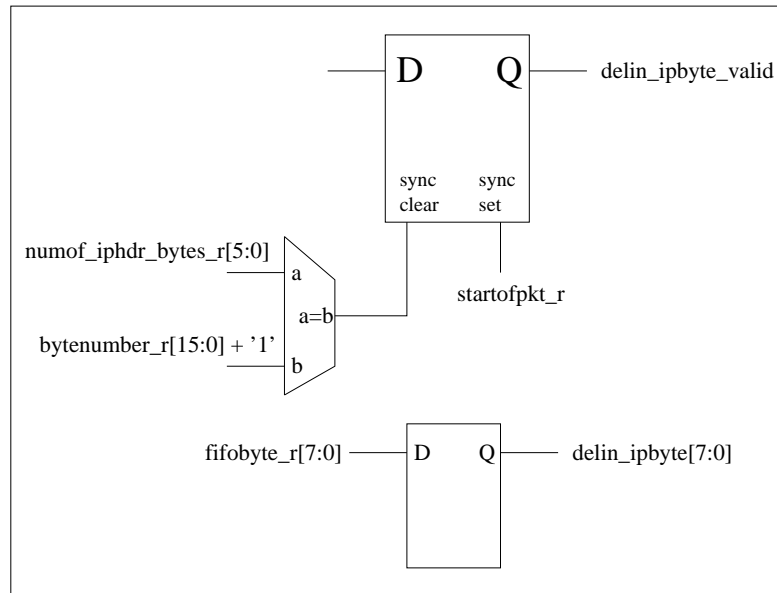 D Q
delin_ipbyte_valid
sync sync
clear set
numof_iphdr_bytes_r[5:0]
a
startofpkt_r
a=b
bytenumber_r[15:0] + ’1’
b
fifobyte_r[7:0]
D Q
delin_ipbyte[7:0]